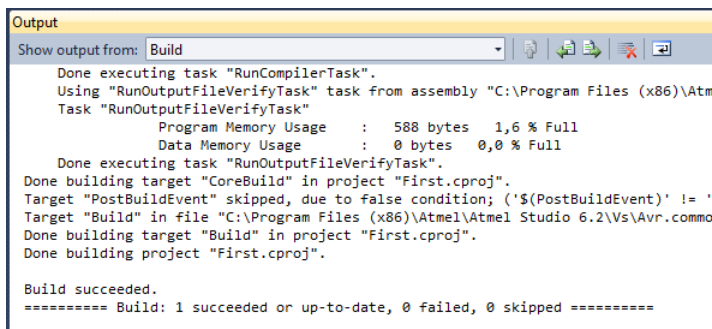 Output
Show output from: Build
Done executing task "RunCompilerTask".
Using "RunOutputFileVerifyTask" task from assembly "C:\Program Files (x86)\Atm
Task "RunOutputFileVerifyTask"
Program Memory Usage : 588 bytes 1,6 % Full
Data Memory Usage : 0 bytes 0,0 % Full
Done executing task "RunOutputFileVerifyTask".
Done building target "CoreBuild" in project "First.cproj".
Target "PostBuildEvent" skipped, due to false condition; ('$(PostBuildEvent)' != '
Target "Build" in file "C:\Program Files (x86)\Atmel\Atmel Studio 6.2\Vs\Avr.commo
Done building target "Build" in project "First.cproj".
Done building project "First.cproj".
Build succeeded.
========== Build: 1 succeeded or up-to-date, 0 failed, 0 skipped ==========